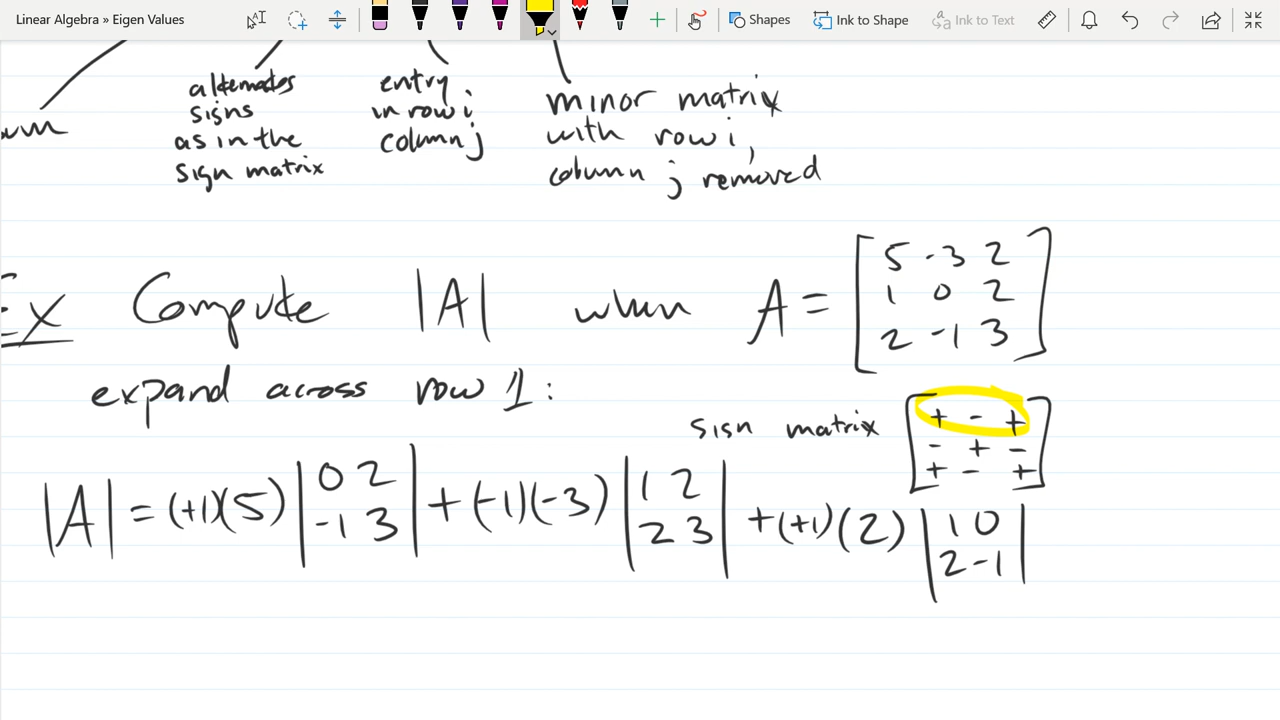 Linear Algebra » Eigen Values
Shapes
Ink to Shape
Ink to Text
alternates entry minor matrix
signs in row i with row i,
as in the column j column j removed
sign matrix
Ex Compute |A| when A = [5 -3 2
1 0 2
2 -1 3]
expand across row 1:
sign matrix [+ - +
- + -
+ - +]
|A| = (+1)(5) |0 2 + (-1)(-3) |1 2 + (+1)(2) |1 0
-1 3| 2 3| 2 -1|